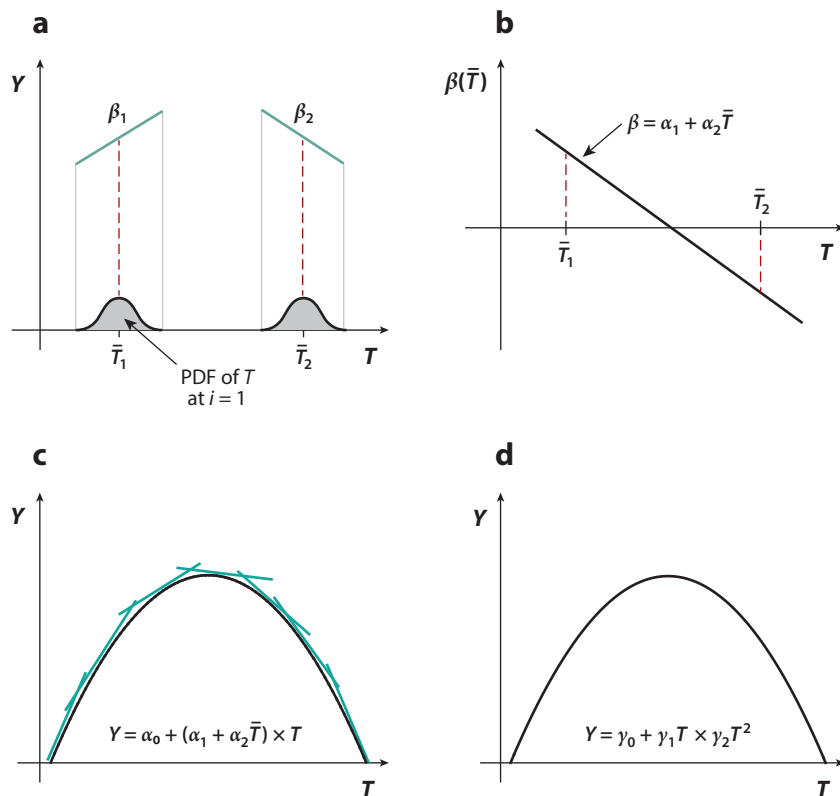 a
Y
β₁
β₂
T̄₁
T̄₂
T
PDF of T
at i = 1
b
β(T̄)
β = α₁ + α₂T̄
T̄₂
T̄₁
T
c
Y
Y = α₀ + (α₁ + α₂T̄) × T
T
d
Y
Y = γ₀ + γ₁T × γ₂T²
T